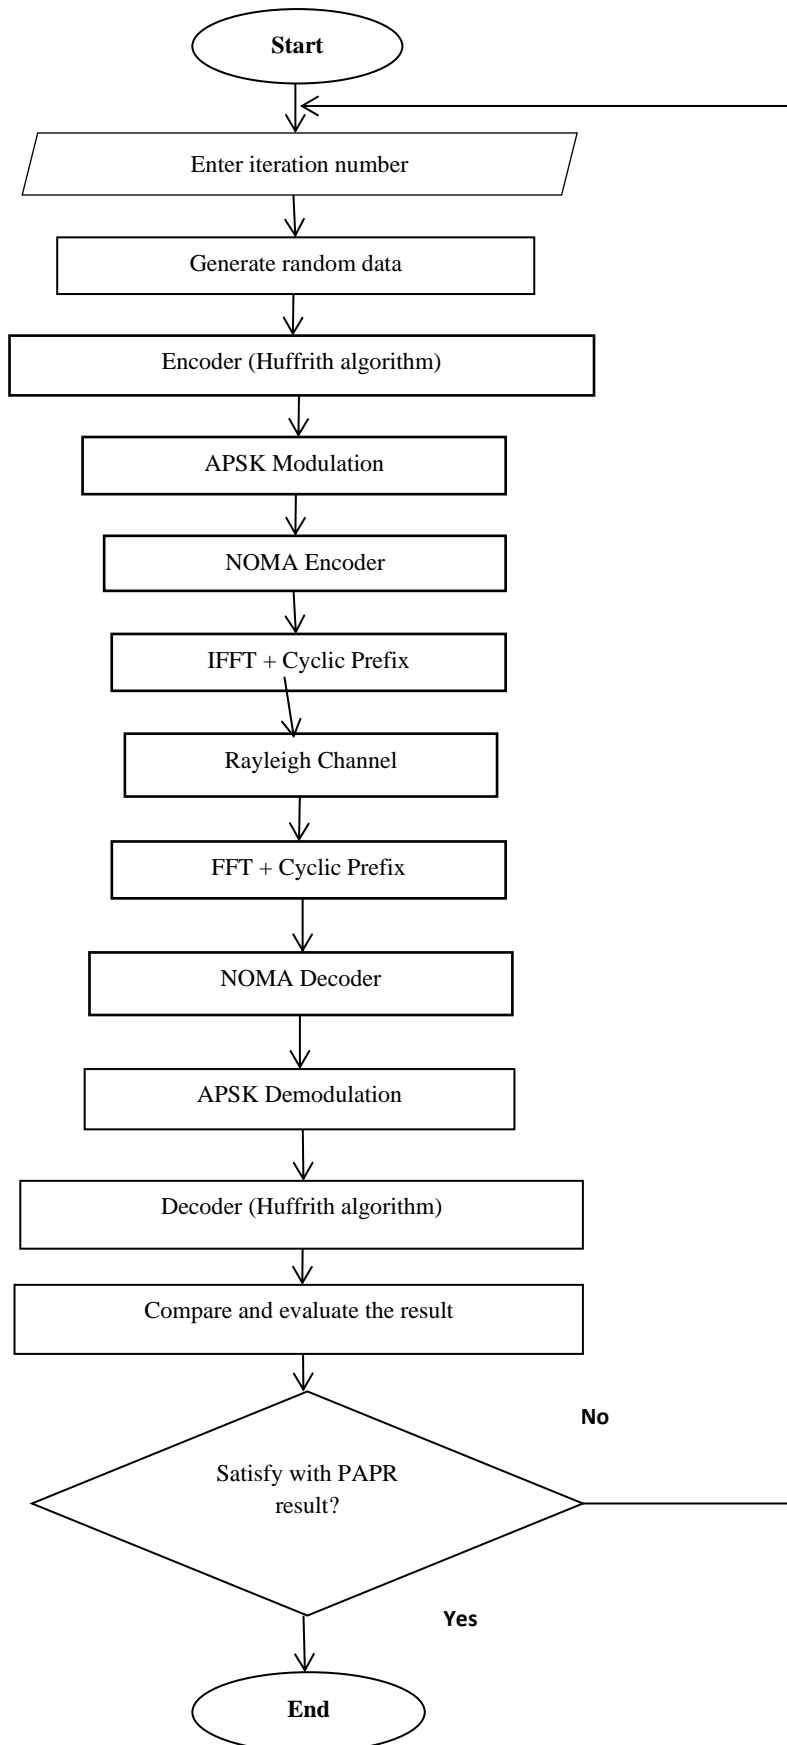 Start
Enter iteration number
Generate random data
Encoder (Huffrith algorithm)
APSK Modulation
NOMA Encoder
IFFT + Cyclic Prefix
Rayleigh Channel
FFT + Cyclic Prefix
NOMA Decoder
APSK Demodulation
Decoder (Huffrith algorithm)
Compare and evaluate the result
No
Satisfy with PAPR
result?
Yes
End